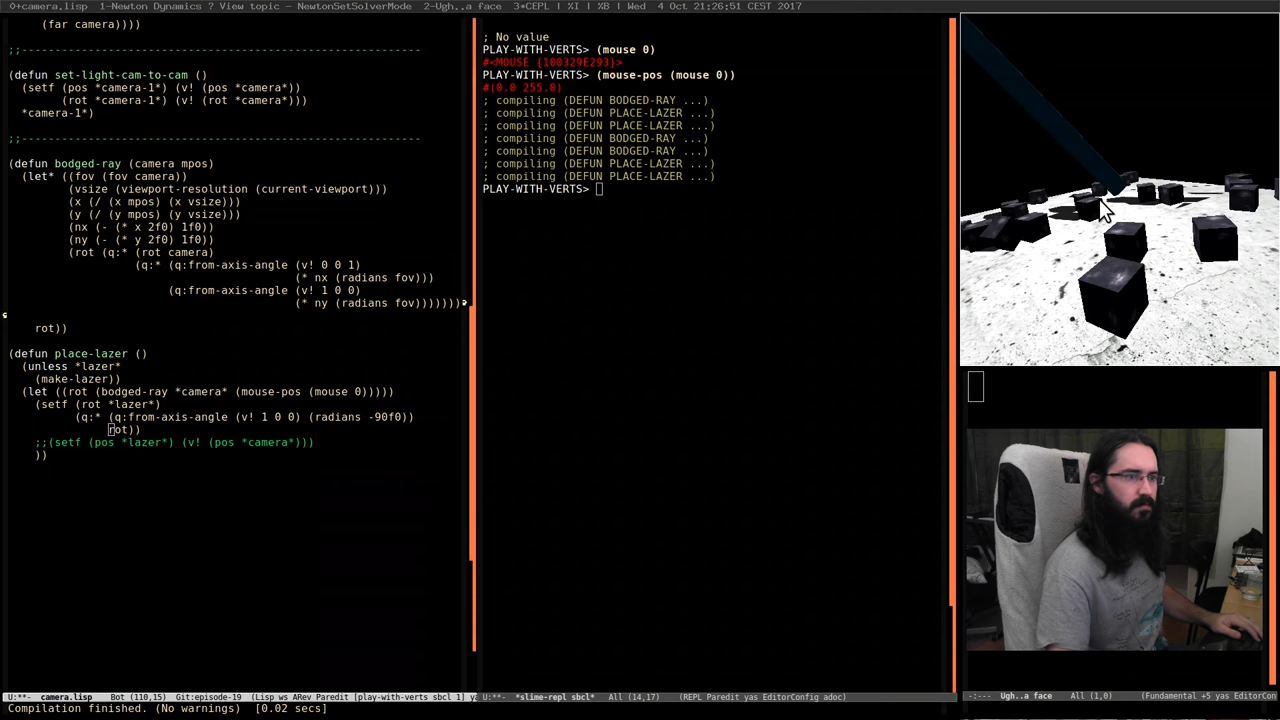 0+camera.lisp  1-Newton Dynamics ? View topic – NewtonSetSolverMode  2-Ugh..a face  3*CEPL | XI | XB | Wed  4 Oct 21:26:51 CEST 2017
(far camera))))
;;-------------------------------------------------------------
(defun set-light-cam-to-cam ()
(setf (pos *camera-1*) (v! (pos *camera*))
(rot *camera-1*) (v! (rot *camera*)))
*camera-1*)
;;-------------------------------------------------------------
(defun bodged-ray (camera mpos)
(let* ((fov (fov camera))
(vsize (viewport-resolution (current-viewport)))
(x (/ (x mpos) (x vsize)))
(y (/ (y mpos) (y vsize)))
(nx (- (* x 2f0) 1f0))
(ny (- (* y 2f0) 1f0))
(rot (q:* (rot camera)
(q:* (q:from-axis-angle (v! 0 0 1)
(* nx (radians fov)))
(q:from-axis-angle (v! 1 0 0)
(* ny (radians fov)))))))
rot))
(defun place-lazer ()
(unless *lazer*
(make-lazer))
(let ((rot (bodged-ray *camera* (mouse-pos (mouse 0)))))
(setf (rot *lazer*)
(q:* (q:from-axis-angle (v! 1 0 0) (radians -90f0))
rot))
;;(setf (pos *lazer*) (v! (pos *camera*)))
))
U:**-  camera.lisp    Bot (110,15)  Git:episode-19  (Lisp ws ARev Paredit [play-with-verts sbcl 1] ya
Compilation finished. (No warnings)  [0.02 secs]
; No value
PLAY-WITH-VERTS> (mouse 0)
#<MOUSE {100329E293}>
PLAY-WITH-VERTS> (mouse-pos (mouse 0))
#(0.0 255.0)
; compiling (DEFUN BODGED-RAY ...)
; compiling (DEFUN PLACE-LAZER ...)
; compiling (DEFUN PLACE-LAZER ...)
; compiling (DEFUN BODGED-RAY ...)
; compiling (DEFUN BODGED-RAY ...)
; compiling (DEFUN PLACE-LAZER ...)
; compiling (DEFUN PLACE-LAZER ...)
PLAY-WITH-VERTS>
U:**-  *slime-repl sbcl*   All (14,17)    (REPL Paredit yas EditorConfig adoc)
-:---  Ugh..a face    All (1,0)    (Fundamental +5 yas EditorCon